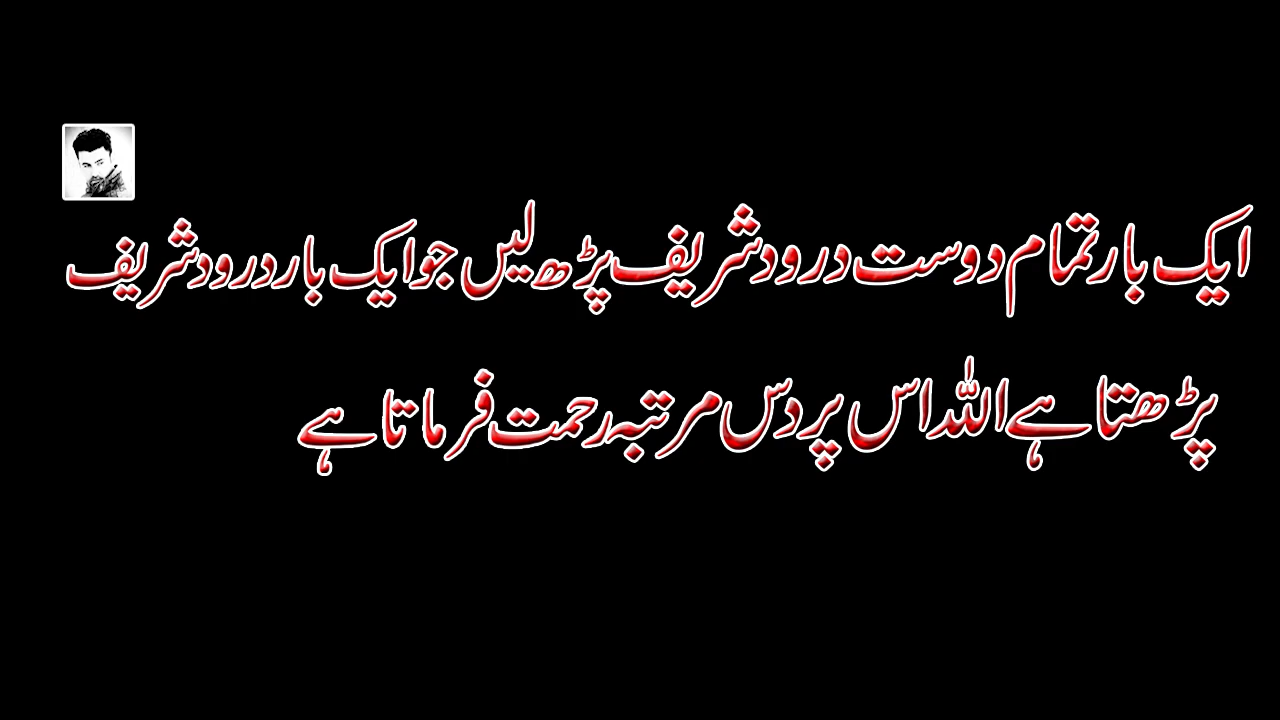 ایک بار تمام دوست درود شریف پڑھ لیں جو ایک بار درود شریف
پڑھتا ہے اللہ اس پر دس مرتبہ رحمت فرماتا ہے